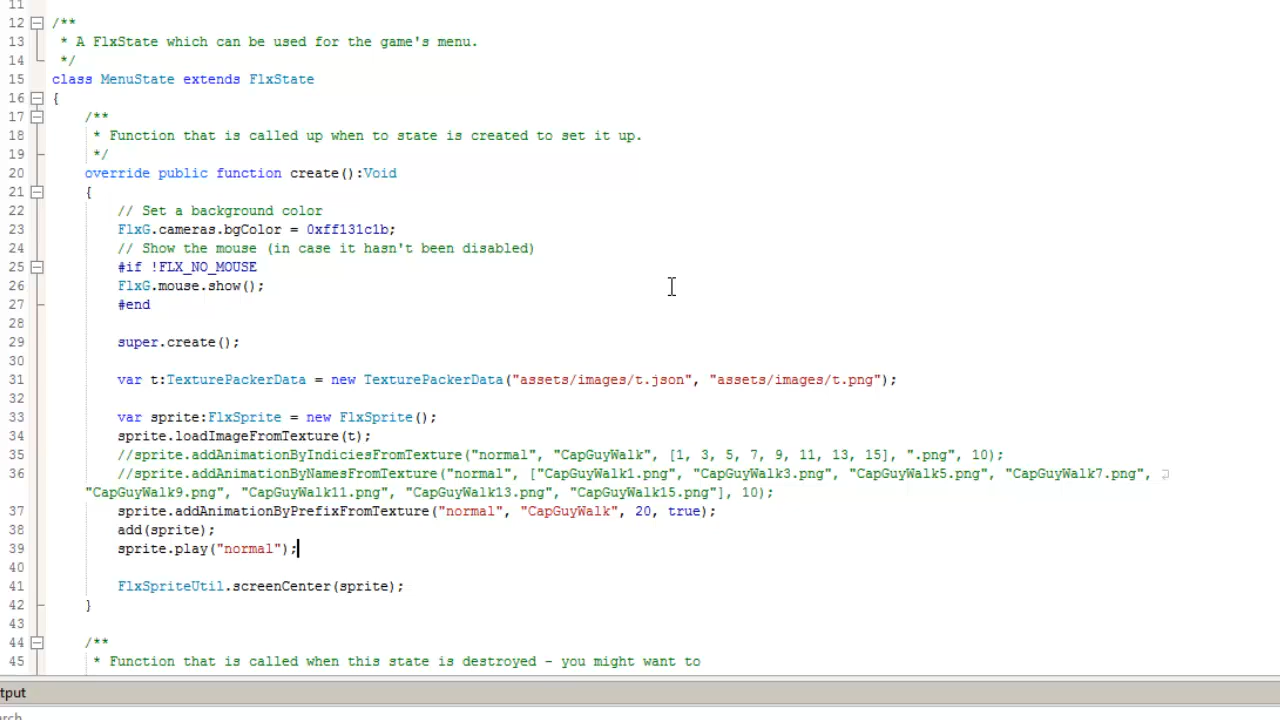 11
12 /**
13 * A FlxState which can be used for the game's menu.
14 */
15 class MenuState extends FlxState
16 {
17 /**
18 * Function that is called up when to state is created to set it up.
19 */
20 override public function create():Void
21 {
22 // Set a background color
23 FlxG.cameras.bgColor = 0xff131c1b;
24 // Show the mouse (in case it hasn't been disabled)
25 #if !FLX_NO_MOUSE
26 FlxG.mouse.show();
27 #end
28
29 super.create();
30
31 var t:TexturePackerData = new TexturePackerData("assets/images/t.json", "assets/images/t.png");
32
33 var sprite:FlxSprite = new FlxSprite();
34 sprite.loadImageFromTexture(t);
35 //sprite.addAnimationByIndiciesFromTexture("normal", "CapGuyWalk", [1, 3, 5, 7, 9, 11, 13, 15], ".png", 10);
36 //sprite.addAnimationByNamesFromTexture("normal", ["CapGuyWalk1.png", "CapGuyWalk3.png", "CapGuyWalk5.png", "CapGuyWalk7.png",
"CapGuyWalk9.png", "CapGuyWalk11.png", "CapGuyWalk13.png", "CapGuyWalk15.png"], 10);
37 sprite.addAnimationByPrefixFromTexture("normal", "CapGuyWalk", 20, true);
38 add(sprite);
39 sprite.play("normal");
40
41 FlxSpriteUtil.screenCenter(sprite);
42 }
43
44 /**
45 * Function that is called when this state is destroyed - you might want to
tput